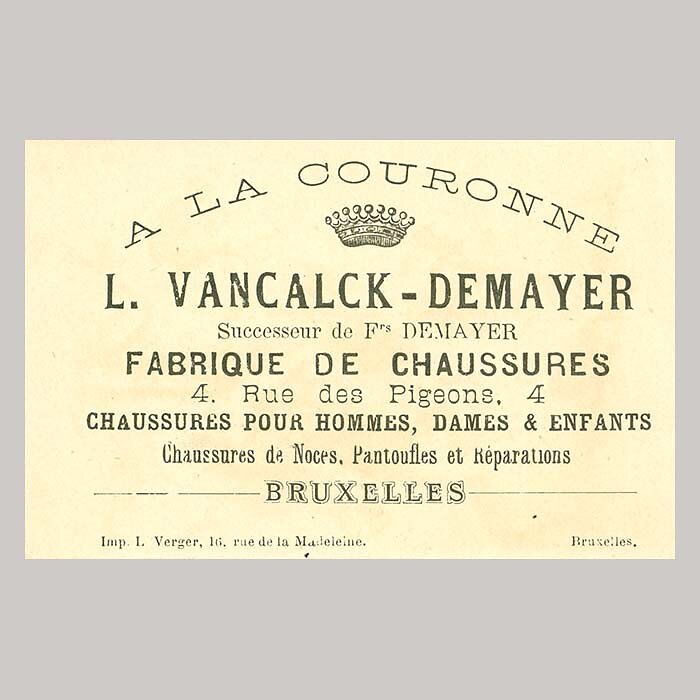 A LA COURONNE
L. VANCALCK-DEMAYER
Successeur de Frs DEMAYER
FABRIQUE DE CHAUSSURES
4. Rue des Pigeons, 4
CHAUSSURES POUR HOMMES, DAMES & ENFANTS
Chaussures de Noces, Pantoufles et Réparations
BRUXELLES
Imp. L Verger, 16, rue de la Madeleine. Bruxelles.